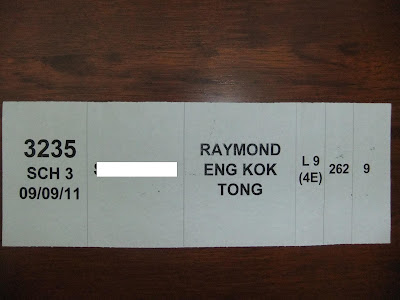 3235
SCH 3
09/09/11
S
RAYMOND
ENG KOK
TONG
L 9
(4E)
262
9